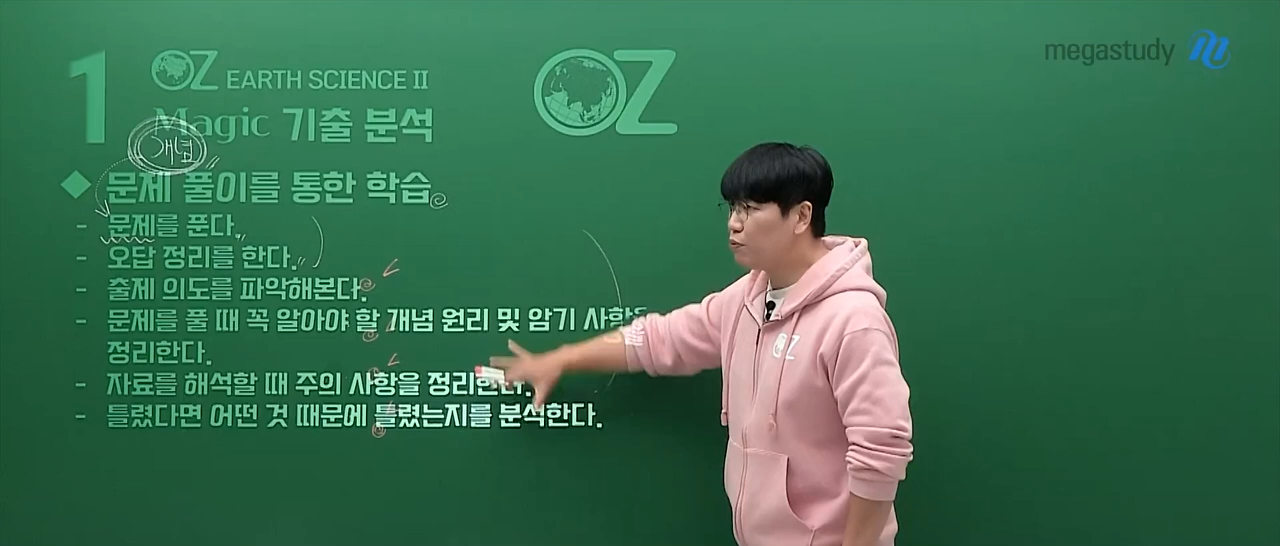 megastudy
1
OZ EARTH SCIENCE II
OZ
Magic 기출 분석
개념
문제 풀이를 통한 학습
- 문제를 푼다.
- 오답 정리를 한다.
- 출제 의도를 파악해본다.
- 문제를 풀 때 꼭 알아야 할 개념 원리 및 암기 사항을
정리한다.
- 자료를 해석할 때 주의 사항을 정리한다.
- 틀렸다면 어떤 것 때문에 틀렸는지를 분석한다.
OZ